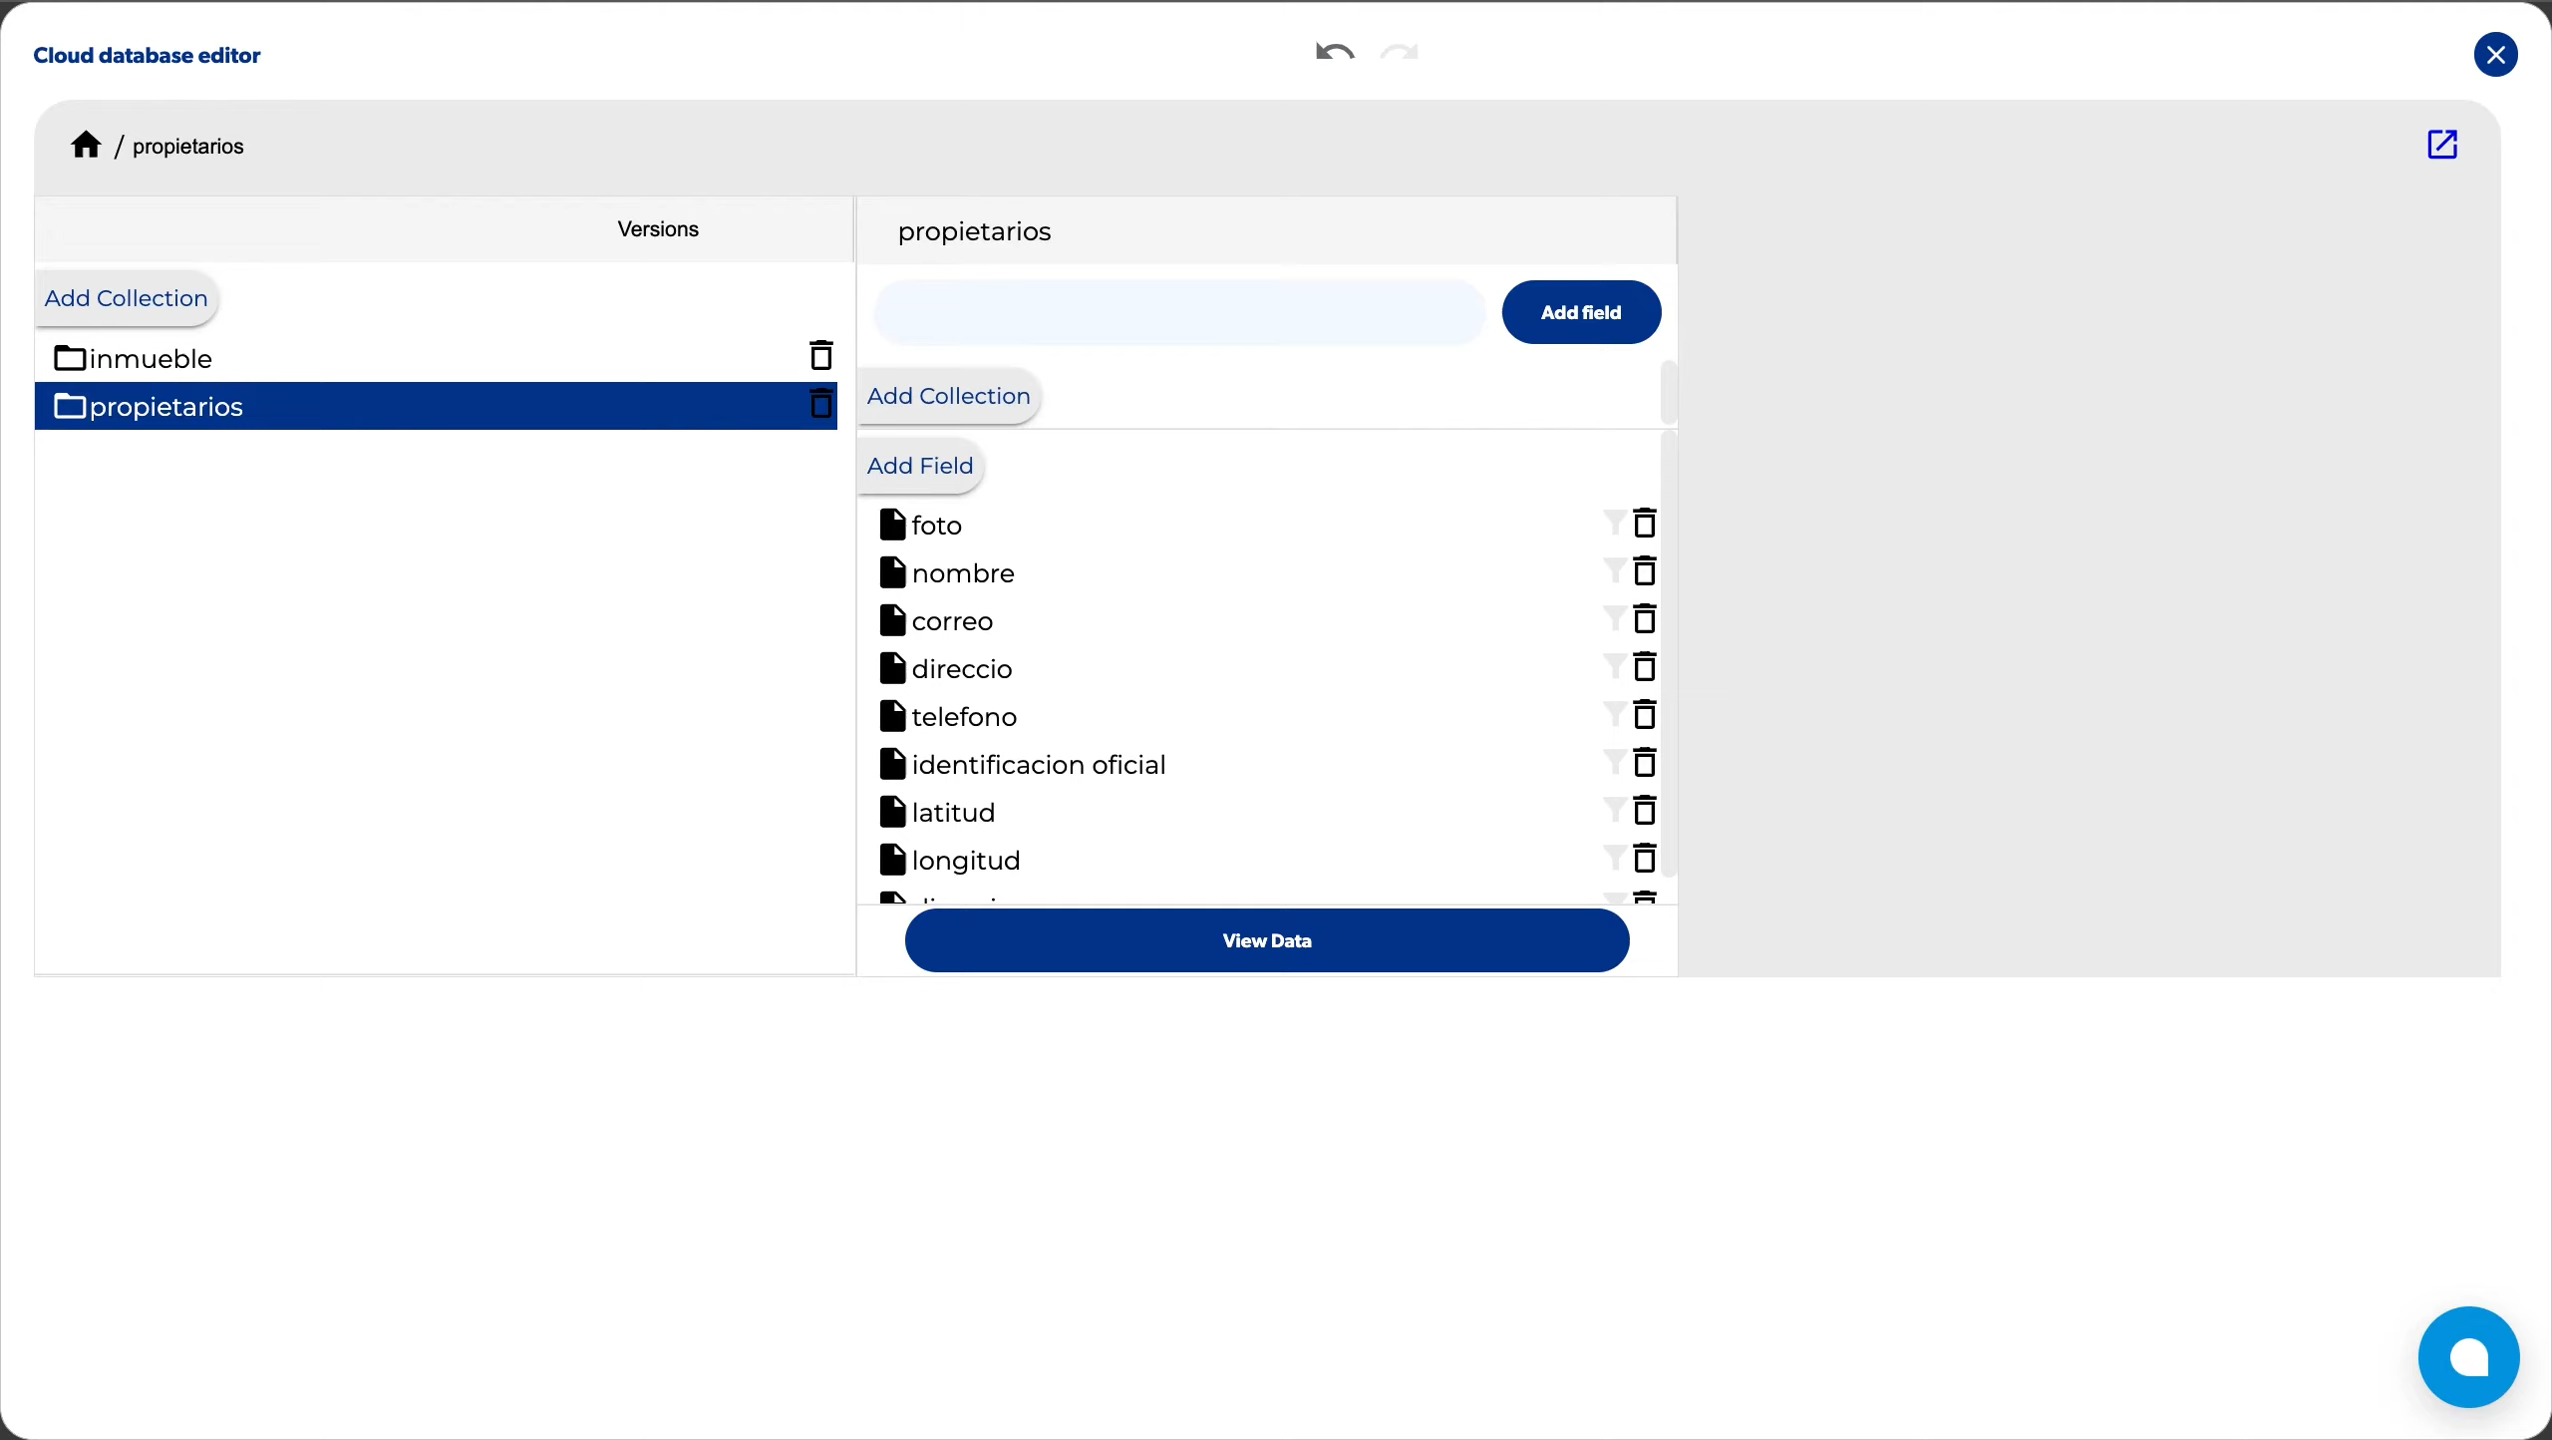 Cloud database editor
/ propietarios
Versions
propietarios
Add field
Add Collection
inmueble
propietarios
Add Collection
Add Field
foto
nombre
correo
direccio
telefono
identificacion oficial
latitud
longitud
View Data